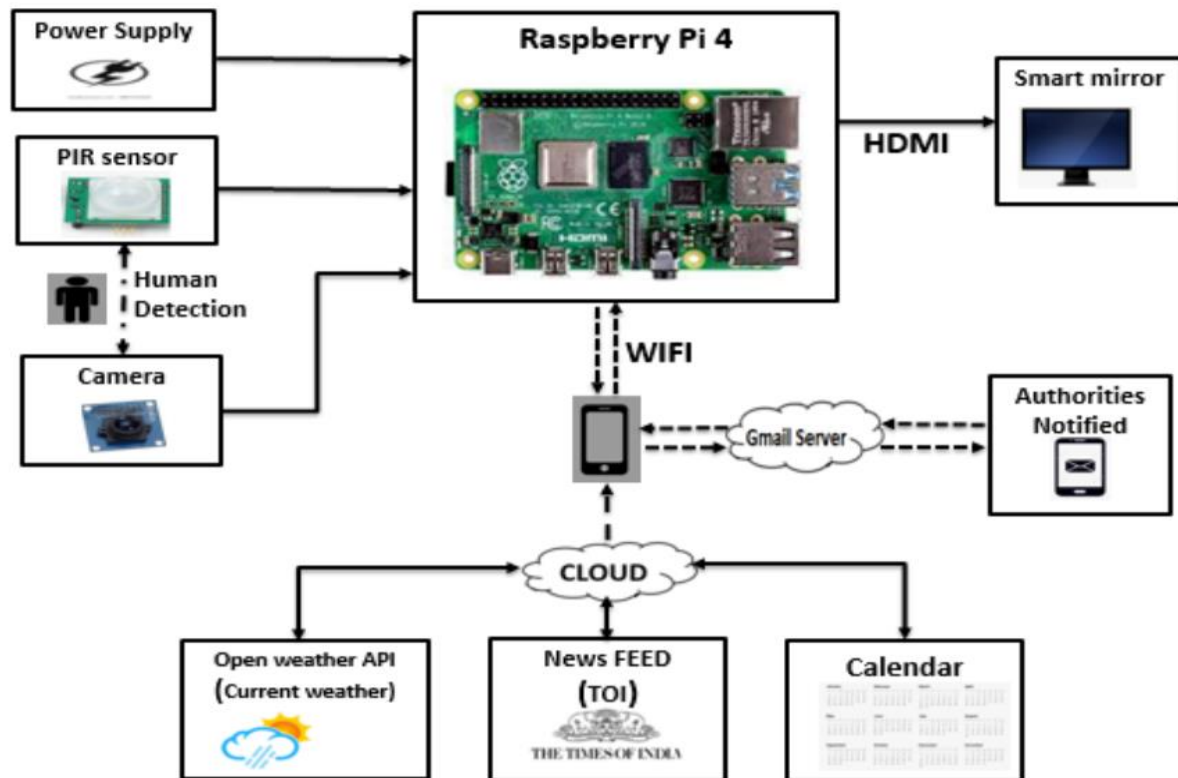 Power Supply
Raspberry Pi 4
Smart mirror
PIR sensor
HDMI
HDMI
Human
Detection
WIFI
Camera
Authorities
Notified
Gmail Server
CLOUD
Open weather API
(Current weather)
News FEED
(TOI)
THE TIMES OF INDIA
Calendar